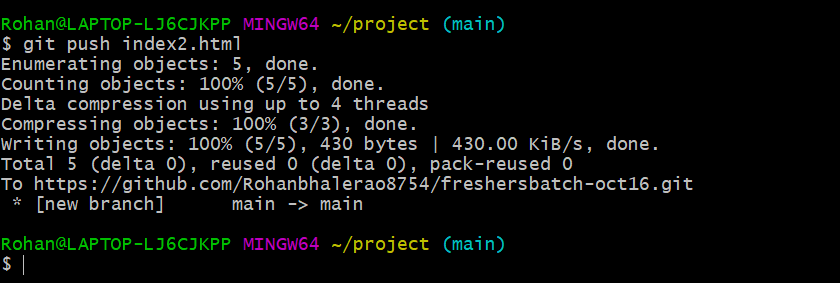 Rohan@LAPTOP-LJ6CJKPP MINGW64 ~/project (main)
$ git push index2.html
Enumerating objects: 5, done.
Counting objects: 100% (5/5), done.
Delta compression using up to 4 threads
Compressing objects: 100% (3/3), done.
Writing objects: 100% (5/5), 430 bytes | 430.00 KiB/s, done.
Total 5 (delta 0), reused 0 (delta 0), pack-reused 0
To https://github.com/Rohanbhalerao8754/freshersbatch-oct16.git
 * [new branch]      main -> main
Rohan@LAPTOP-LJ6CJKPP MINGW64 ~/project (main)
$